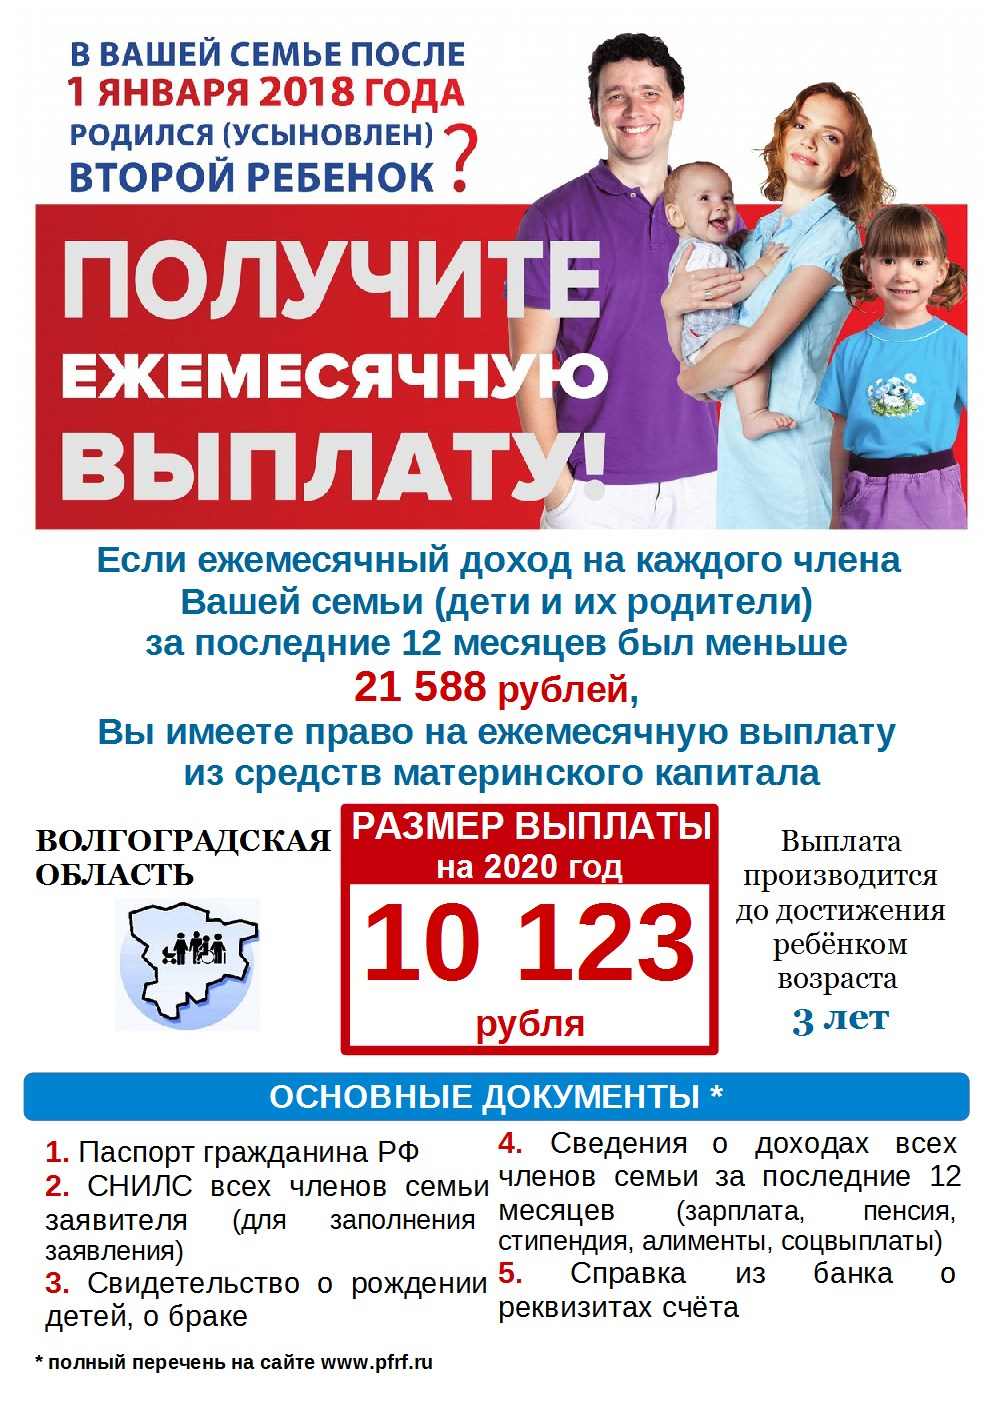 В ВАШЕЙ СЕМЬЕ ПОСЛЕ
1 ЯНВАРЯ 2018 ГОДА
РОДИЛСЯ (УСЫНОВЛЕН)
ВТОРОЙ РЕБЕНОК ?
ПОЛУЧИТЕ
ЕЖЕМЕСЯЧНУЮ
ВЫПЛАТУ!
Если ежемесячный доход на каждого члена
Вашей семьи (дети и их родители)
за последние 12 месяцев был меньше
21 588 рублей,
Вы имеете право на ежемесячную выплату
из средств материнского капитала
ВОЛГОГРАДСКАЯ
ОБЛАСТЬ
РАЗМЕР ВЫПЛАТЫ
на 2020 год
10 123
рубля
Выплата
производится
до достижения
ребёнком
возраста
3 лет
ОСНОВНЫЕ ДОКУМЕНТЫ *
1. Паспорт гражданина РФ
2. СНИЛС всех членов семьи
заявителя (для заполнения
заявления)
3. Свидетельство о рождении
детей, о браке
4. Сведения о доходах всех
членов семьи за последние 12
месяцев (зарплата, пенсия,
стипендия, алименты, соцвыплаты)
5. Справка из банка о
реквизитах счёта
* полный перечень на сайте www.pfrf.ru